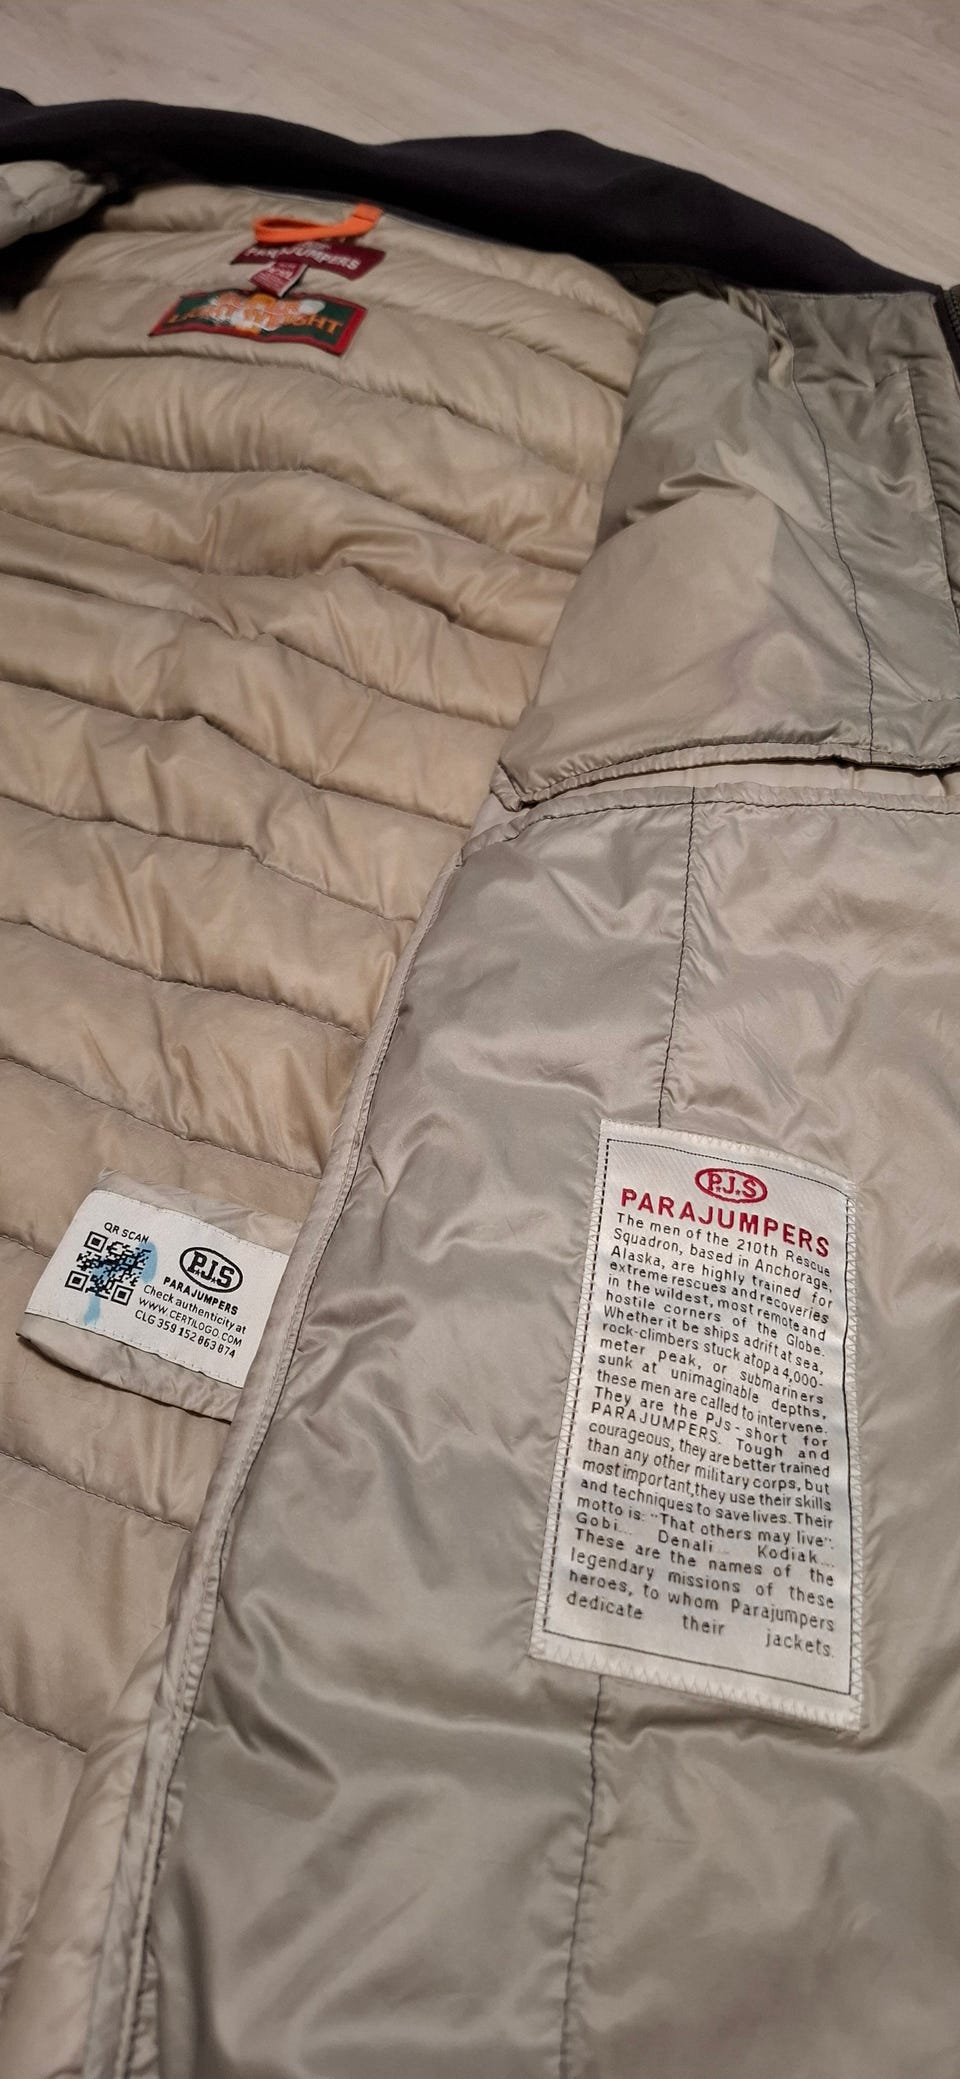 PARAJUMPERS
LIGHT WEIGHT
QR SCAN
P.J.S
PARAJUMPERS
Check authenticity at
WWW.CERTILOGO.COM
CLG 359 152 863 874
P.J.S
PARAJUMPERS
The men of the 210th Rescue
Squadron, based in Anchorage,
Alaska, are highly trained for
extreme rescues and recoveries
in the wildest, most remote and
hostile corners of the Globe.
Whether it be ships adrift at sea,
rock-climbers stuck atop a 4,000-
meter peak, or submariners
sunk at unimaginable depths,
these men are called to intervene.
They are the PJs - short for
PARAJUMPERS. Tough and
courageous, they are better trained
than any other military corps, but
most important, they use their skills
and techniques to save lives. Their
motto is: "That others may live".
Gobi... Denali... Kodiak...
These are the names of the
legendary missions of these
heroes, to whom Parajumpers
dedicate their jackets.